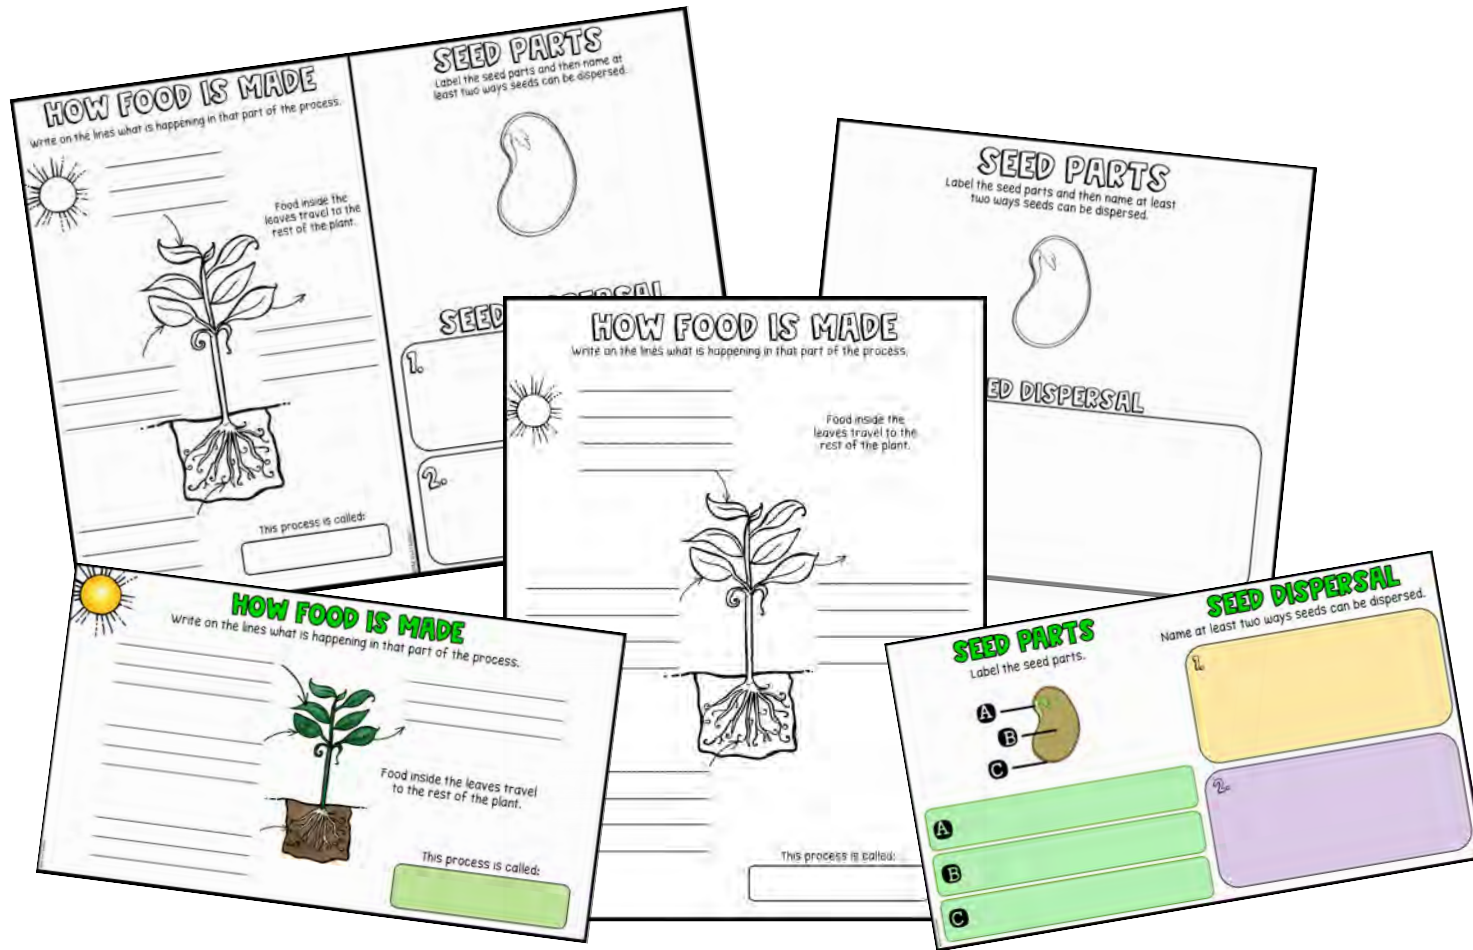 HOW FOOD IS MADE
Write on the lines what is happening in that part of the process.
Food inside the
leaves travel to the
rest of the plant.
This process is called:
SEED PARTS
Label the seed parts and then name at
least two ways seeds can be dispersed.
1.
2.
SEED PARTS
Label the seed parts and then name at least
two ways seeds can be dispersed.
DISPERSAL
HOW FOOD IS MADE
Write on the lines what is happening in that part of the process.
Food inside the
leaves travel to the
rest of the plant.
This process is called:
HOW FOOD IS MADE
Write on the lines what is happening in that part of the process.
Food inside the leaves travel
to the rest of the plant.
This process is called:
SEED PARTS
Label the seed parts.
A
B
C
A
B
C
SEED DISPERSAL
Name at least two ways seeds can be dispersed.
1.
2.